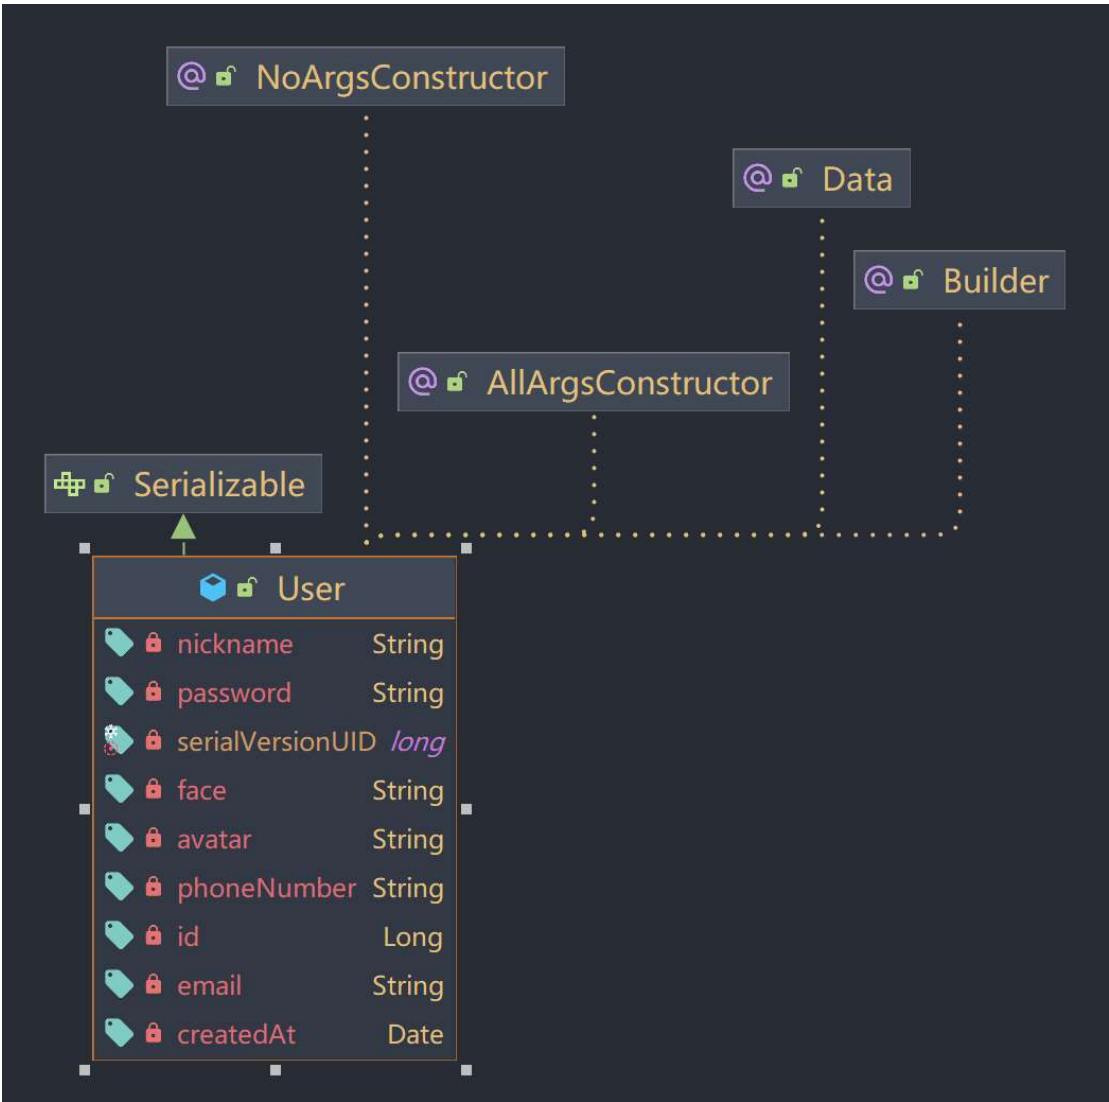 @ NoArgsConstructor
@ Data
@ Builder
@ AllArgsConstructor
Serializable
User
nickname String
password String
serialVersionUID long
face String
avatar String
phoneNumber String
id Long
email String
createdAt Date